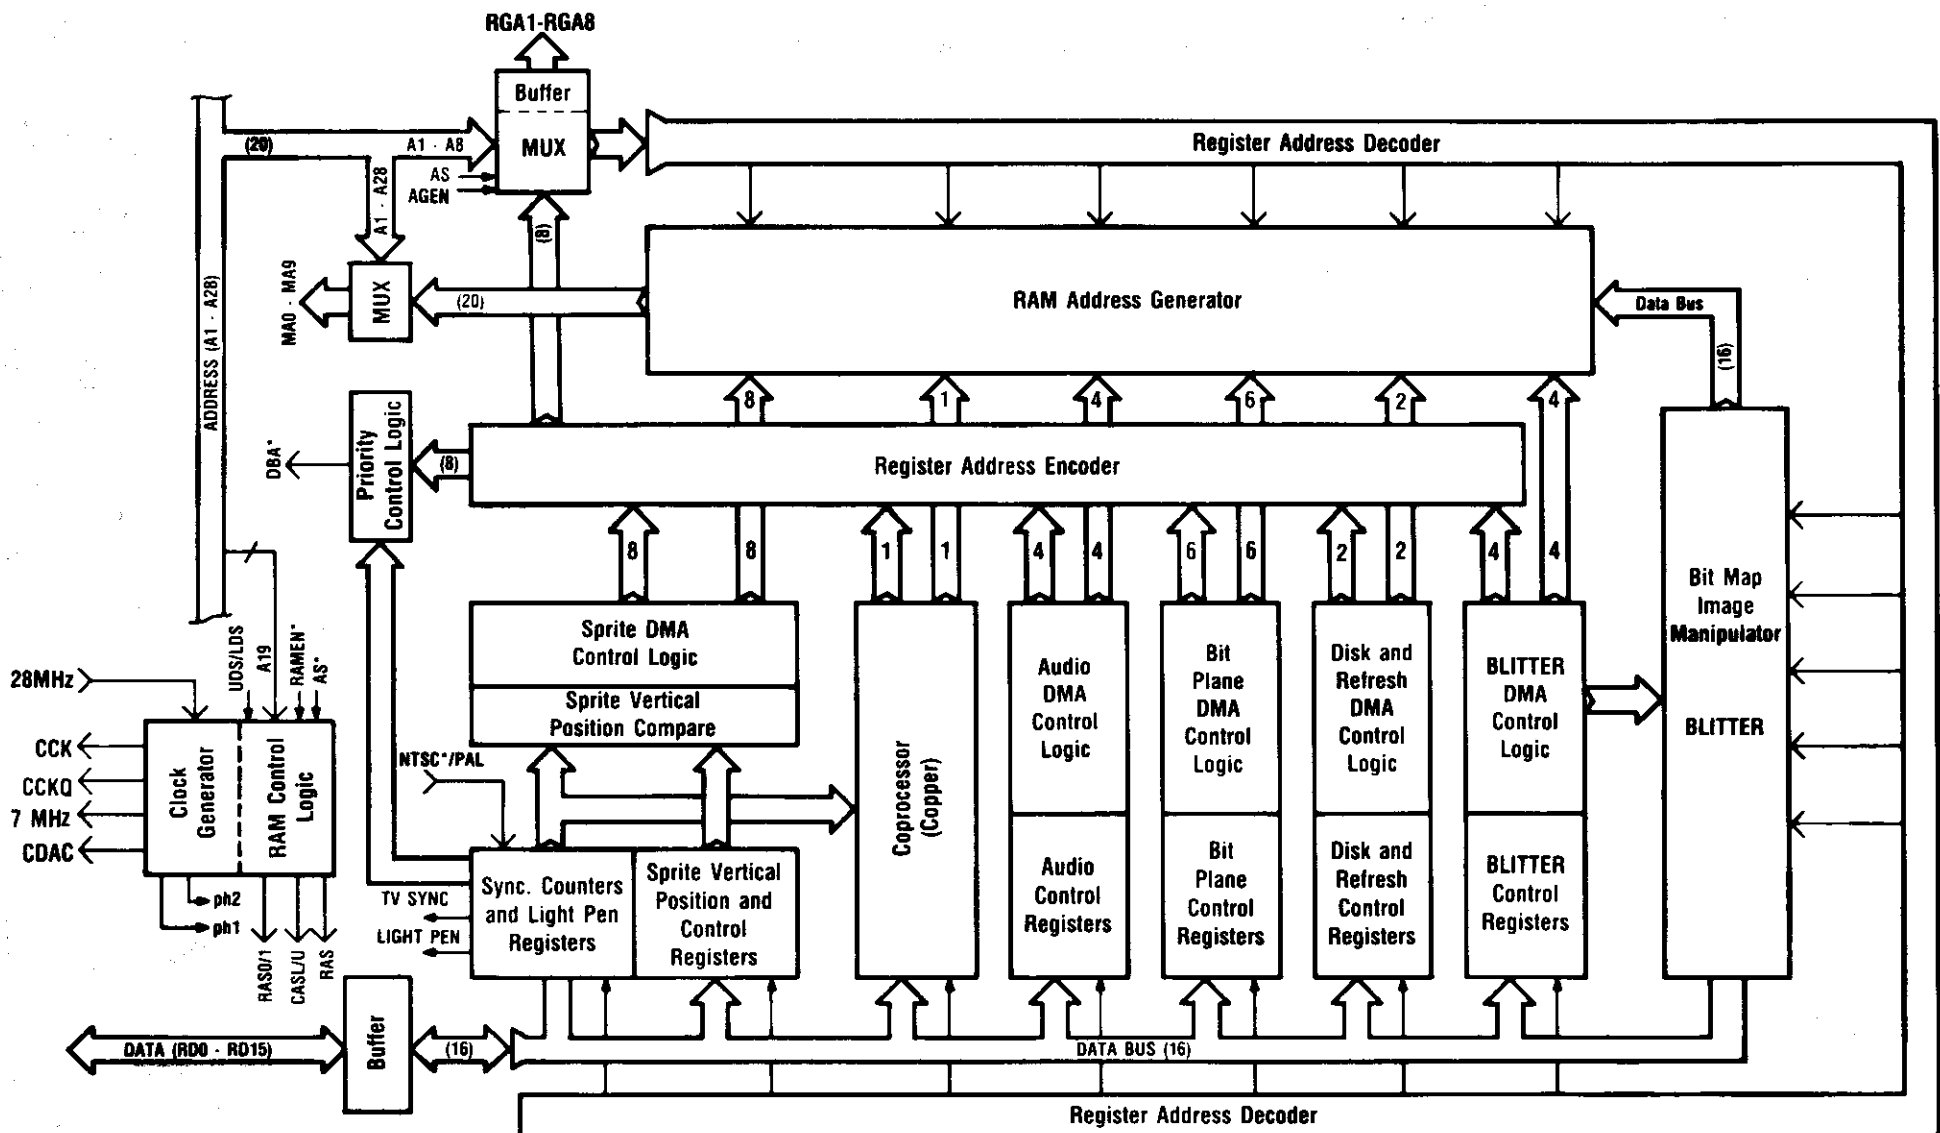 RGA1-RGA8
Buffer
MUX
(20)
A1 - A8
AS
AGEN
Register Address Decoder
A1 - A28
(8)
ADDRESS (A1 - A28)
MA0 - MA9
MUX
(20)
RAM Address Generator
Data Bus
(16)
8
1
4
6
2
4
DBA*
Priority
Control Logic
(8)
Register Address Encoder
8
8
1
1
4
4
6
6
2
2
4
4
Sprite DMA
Control Logic
Sprite Vertical
Position Compare
Coprocessor
(Copper)
Audio
DMA
Control
Logic
Bit
Plane
DMA
Control
Logic
Disk and
Refresh
DMA
Control
Logic
BLITTER
DMA
Control
Logic
Bit Map
Image
Manipulator
BLITTER
28MHz
UOS/LDS
A19
RAMEN*
AS*
CCK
CCKQ
7 MHz
CDAC
Clock
Generator
RAM Control
Logic
ph2
ph1
RAS0/1
CASL/U
RAS
NTSC*/PAL
TV SYNC
LIGHT PEN
Sync. Counters
and Light Pen
Registers
Sprite Vertical
Position and
Control
Registers
Audio
Control
Registers
Bit
Plane
Control
Registers
Disk and
Refresh
Control
Registers
BLITTER
Control
Registers
DATA (RD0 - RD15)
Buffer
(16)
DATA BUS (16)
Register Address Decoder